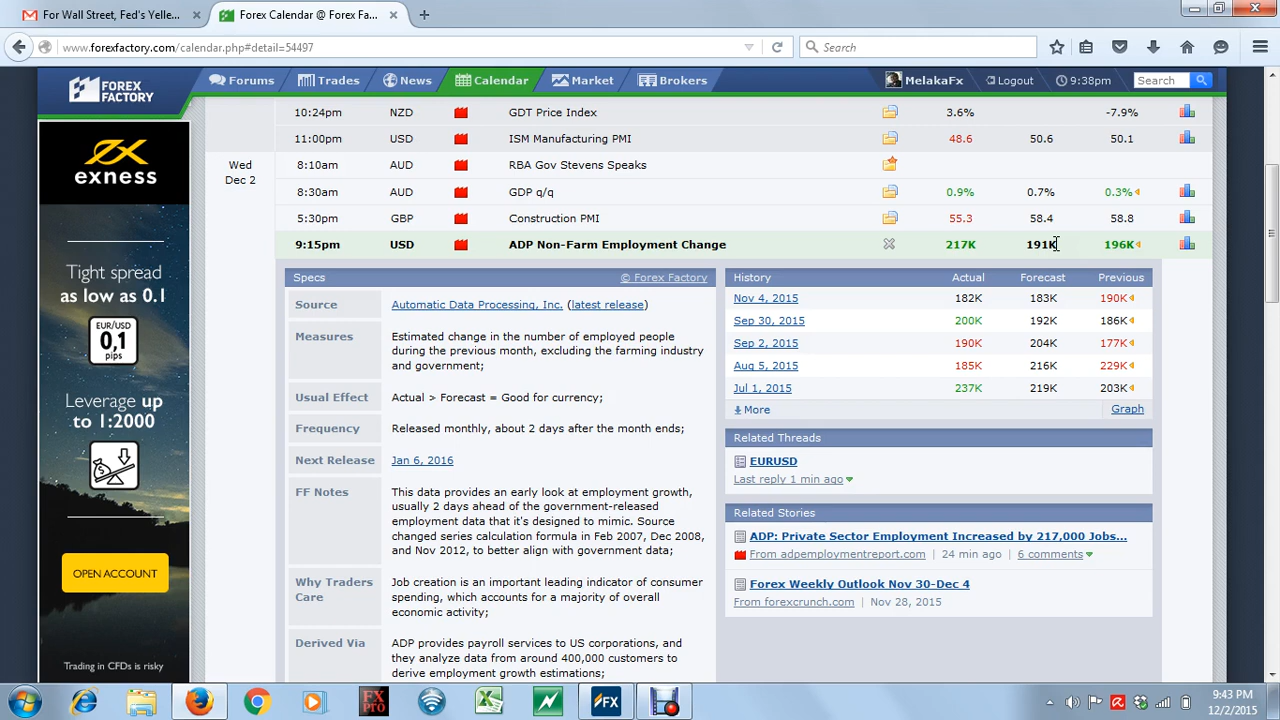 For Wall Street, Fed's Yelle...
Forex Calendar @ Forex Fa...
www.forexfactory.com/calendar.php#detail=54497
Search
FOREX
FACTORY
Forums
Trades
News
Calendar
Market
Brokers
MelakaFx
Logout
9:38pm
Search
exness
Tight spread
as low as 0.1
EUR/USD
0,1
pips
Leverage up
to 1:2000
OPEN ACCOUNT
Trading in CFDs is risky
10:24pm NZD GDT Price Index 3.6% -7.9%
11:00pm USD ISM Manufacturing PMI 48.6 50.6 50.1
Wed
Dec 2
8:10am AUD RBA Gov Stevens Speaks
8:30am AUD GDP q/q 0.9% 0.7% 0.3%
5:30pm GBP Construction PMI 55.3 58.4 58.8
9:15pm USD ADP Non-Farm Employment Change 217K 191K 196K
Specs © Forex Factory
Source Automatic Data Processing, Inc. (latest release)
Measures Estimated change in the number of employed people
during the previous month, excluding the farming industry
and government;
Usual Effect Actual > Forecast = Good for currency;
Frequency Released monthly, about 2 days after the month ends;
Next Release Jan 6, 2016
FF Notes This data provides an early look at employment growth,
usually 2 days ahead of the government-released
employment data that it's designed to mimic. Source
changed series calculation formula in Feb 2007, Dec 2008,
and Nov 2012, to better align with government data;
Why Traders
Care
Job creation is an important leading indicator of consumer
spending, which accounts for a majority of overall
economic activity;
Derived Via ADP provides payroll services to US corporations, and
they analyze data from around 400,000 customers to
derive employment growth estimations;
History Actual Forecast Previous
Nov 4, 2015 182K 183K 190K
Sep 30, 2015 200K 192K 186K
Sep 2, 2015 190K 204K 177K
Aug 5, 2015 185K 216K 229K
Jul 1, 2015 237K 219K 203K
More Graph
Related Threads
EURUSD
Last reply 1 min ago
Related Stories
ADP: Private Sector Employment Increased by 217,000 Jobs...
From adpemploymentreport.com | 24 min ago | 6 comments
Forex Weekly Outlook Nov 30-Dec 4
From forexcrunch.com | Nov 28, 2015
FX
PRO
FX
9:43 PM
12/2/2015